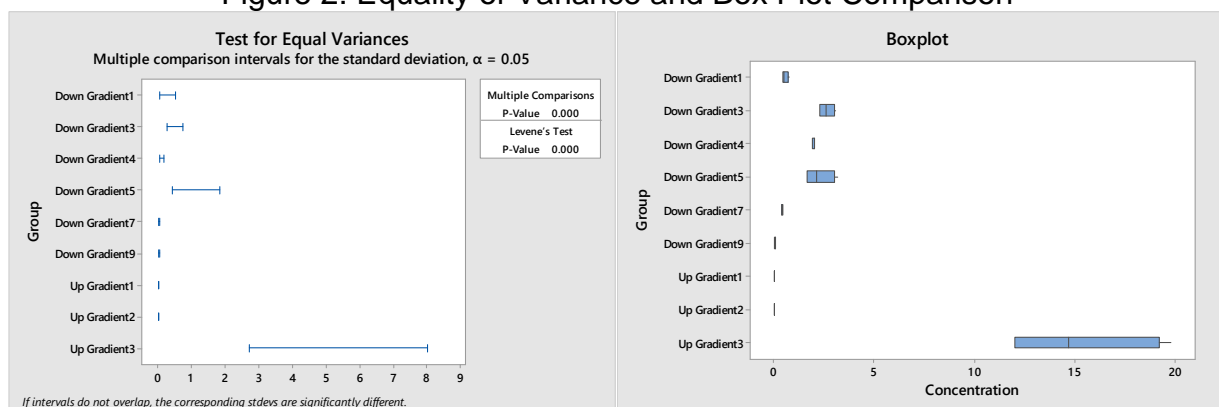 Figure 2: Equality of Variance and Box Plot Comparison
Test for Equal Variances
Multiple comparison intervals for the standard deviation, α = 0.05
Group
Down Gradient1
Down Gradient3
Down Gradient4
Down Gradient5
Down Gradient7
Down Gradient9
Up Gradient1
Up Gradient2
Up Gradient3
0 1 2 3 4 5 6 7 8 9
Multiple Comparisons
P-Value 0.000
Levene's Test
P-Value 0.000
If intervals do not overlap, the corresponding stdevs are significantly different.
Boxplot
Group
Down Gradient1
Down Gradient3
Down Gradient4
Down Gradient5
Down Gradient7
Down Gradient9
Up Gradient1
Up Gradient2
Up Gradient3
0 5 10 15 20
Concentration